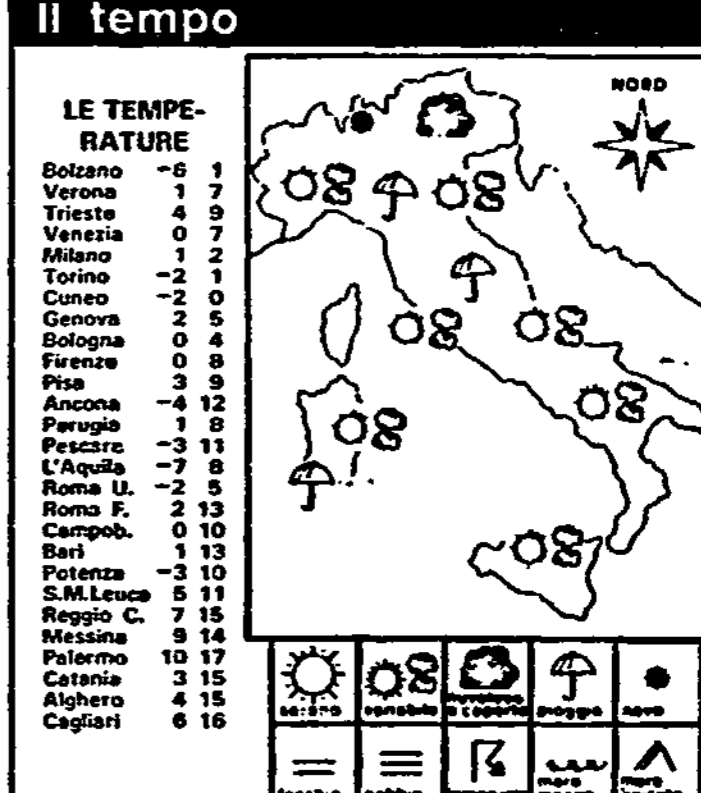 Il tempo
LE TEMPE-
RATURE
Bolzano -6 1
Verona 1 7
Trieste 4 9
Venezia 0 7
Milano 1 2
Torino -2 1
Cuneo -2 0
Genova 2 5
Bologna 0 4
Firenze 0 8
Pisa 3 9
Ancona -4 12
Perugia 1 8
Pescara -3 11
L'Aquila -7 8
Roma U. -2 5
Roma F. 2 13
Campob. 0 10
Bari 1 13
Potenza -3 10
S.M.Leuca 5 11
Reggio C. 7 15
Messina 9 14
Palermo 10 17
Catania 3 15
Alghero 4 15
Cagliari 6 16
NORD
sereno variabile nuvoloso pioggia neve
o coperto
mare mare